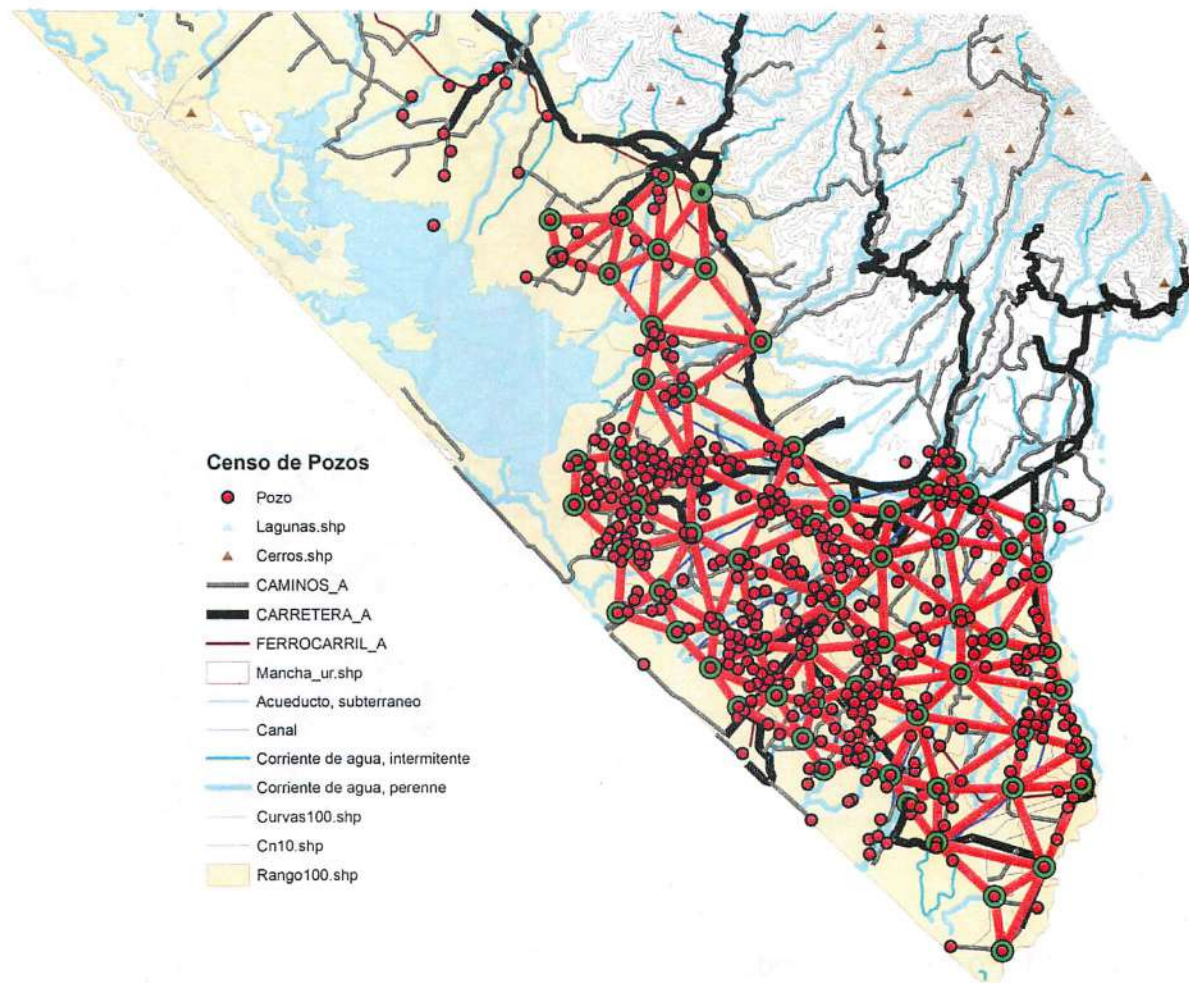 Censo de Pozos
Pozo
Lagunas.shp
Cerros.shp
CAMINOS_A
CARRETERA_A
FERROCARRIL_A
Mancha_ur.shp
Acueducto, subterraneo
Canal
Corriente de agua, intermitente
Corriente de agua, perenne
Curvas100.shp
Cn10.shp
Rango100.shp